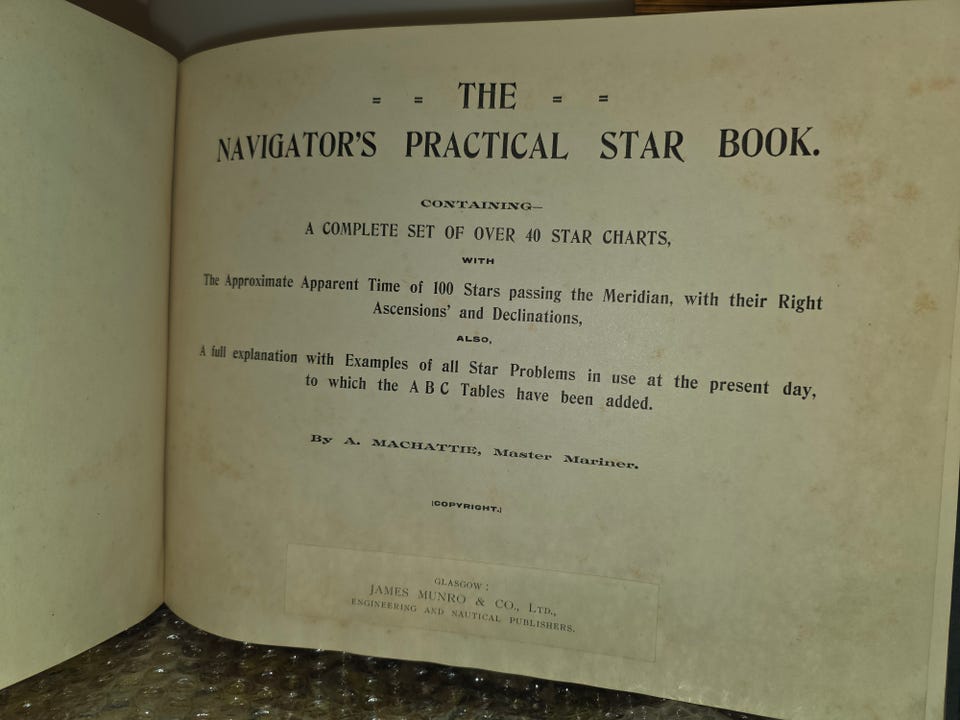 = = THE = =
NAVIGATOR'S PRACTICAL STAR BOOK.
CONTAINING—
A COMPLETE SET OF OVER 40 STAR CHARTS,
WITH
The Approximate Apparent Time of 100 Stars passing the Meridian, with their Right
Ascensions' and Declinations,
ALSO,
A full explanation with Examples of all Star Problems in use at the present day,
to which the A B C Tables have been added.
By A. MACHATTIE, Master Mariner.
[COPYRIGHT.]
GLASGOW:
JAMES MUNRO & CO., LTD.,
ENGINEERING AND NAUTICAL PUBLISHERS.